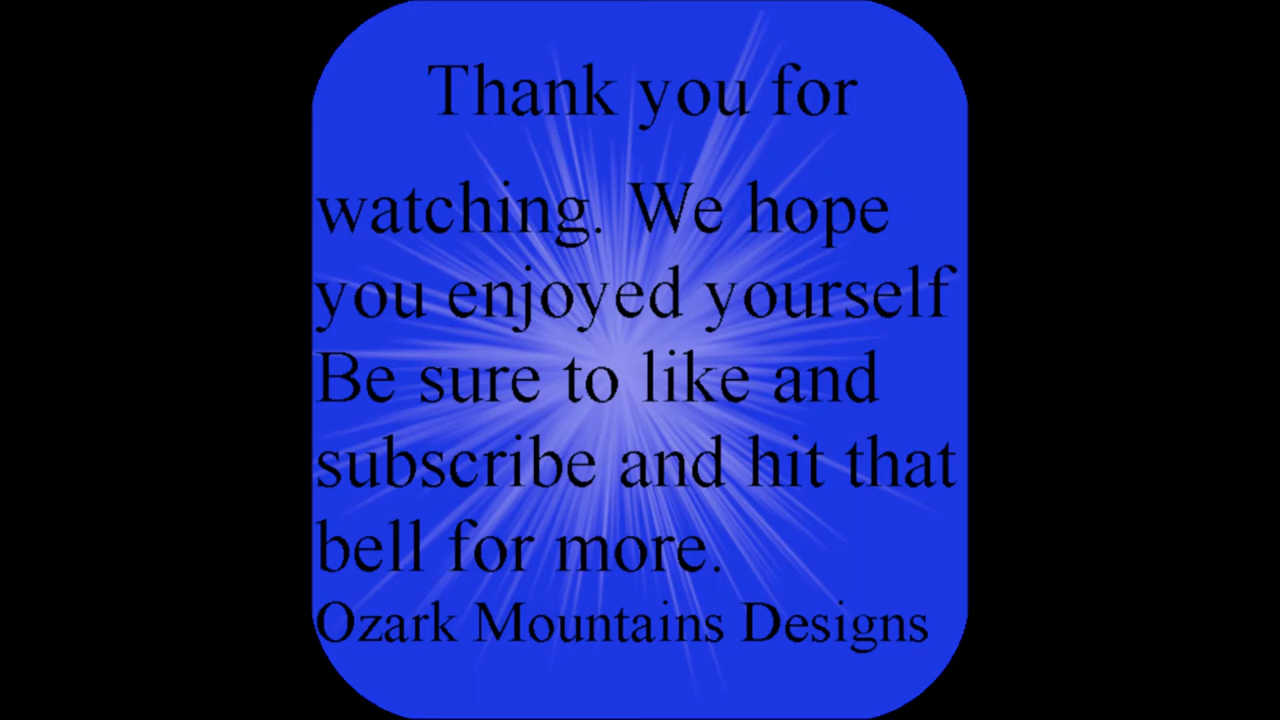 Thank you for
watching. We hope
you enjoyed yourself
Be sure to like and
subscribe and hit that
bell for more.
Ozark Mountains Designs